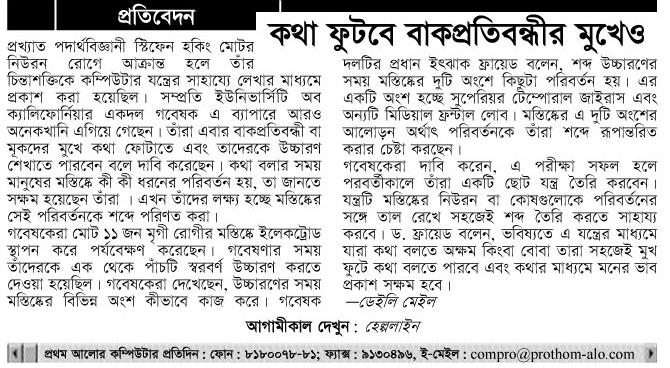 প্রতিবেদন
কথা ফুটবে বাকপ্রতিবন্ধীর মুখেও
প্রখ্যাত পদার্থবিজ্ঞানী স্টিফেন হকিং মোটর
নিউরন রোগে আক্রান্ত হলে তাঁর
চিন্তাশক্তিকে কম্পিউটার যন্ত্রের সাহায্যে লেখার মাধ্যমে
প্রকাশ করা হয়েছিল। সম্প্রতি ইউনিভার্সিটি অব
ক্যালিফোর্নিয়ার একদল গবেষক এ ব্যাপারে আরও
অনেকখানি এগিয়ে গেছেন। তাঁরা এবার বাকপ্রতিবন্ধী বা
মূকদের মুখে কথা ফোটাতে এবং তাদেরকে উচ্চারণ
শেখাতে পারবেন বলে দাবি করেছেন। কথা বলার সময়
মানুষের মস্তিষ্কে কী কী ধরনের পরিবর্তন হয়, তা জানতে
সক্ষম হয়েছেন তাঁরা । এখন তাঁদের লক্ষ্য হচ্ছে মস্তিষ্কের
সেই পরিবর্তনকে শব্দে পরিণত করা।
গবেষকেরা মোট ১১ জন মৃগী রোগীর মস্তিষ্কে ইলেকট্রোড
স্থাপন করে পর্যবেক্ষণ করেছেন। গবেষণার সময়
তাঁদেরকে এক থেকে পাঁচটি স্বরবর্ণ উচ্চারণ করতে
দেওয়া হয়েছিল। গবেষকেরা দেখেছেন, উচ্চারণের সময়
মস্তিষ্কের বিভিন্ন অংশ কীভাবে কাজ করে। গবেষক
দলটির প্রধান ইৎঝাক ফ্রায়েড বলেন, শব্দ উচ্চারণের
সময় মস্তিষ্কের দুটি অংশে কিছুটা পরিবর্তন হয়। এর
একটি অংশ হচ্ছে সুপেরিয়র টেম্পোরাল জাইরাস এবং
অন্যটি মিডিয়াল ফ্রন্টাল লোব। মস্তিষ্কের এ দুটি অংশের
আলোড়ন অর্থাৎ পরিবর্তনকে তাঁরা শব্দে রূপান্তরিত
করার চেষ্টা করছেন।
গবেষকেরা দাবি করেন, এ পরীক্ষা সফল হলে
পরবর্তীকালে তাঁরা একটি ছোট যন্ত্র তৈরি করবেন।
যন্ত্রটি মস্তিষ্কের নিউরন বা কোষগুলোকে পরিবর্তনের
সঙ্গে তাল রেখে সহজেই শব্দ তৈরি করতে সাহায্য
করবে। ড. ফ্রায়েড বলেন, ভবিষ্যতে এ যন্ত্রের মাধ্যমে
যারা কথা বলতে অক্ষম কিংবা বোবা তারা সহজেই মুখ
ফুটে কথা বলতে পারবে এবং কথার মাধ্যমে মনের ভাব
প্রকাশ সক্ষম হবে।
—ডেইলি মেইল
আগামীকাল দেখুন : হেল্পলাইন
প্রথম আলোর কম্পিউটার প্রতিদিন : ফোন : ৮১৮০০৭৮-৮১; ফ্যাক্স : ৯১৩০৪৯৬, ই-মেইল : compro@prothom-alo.com